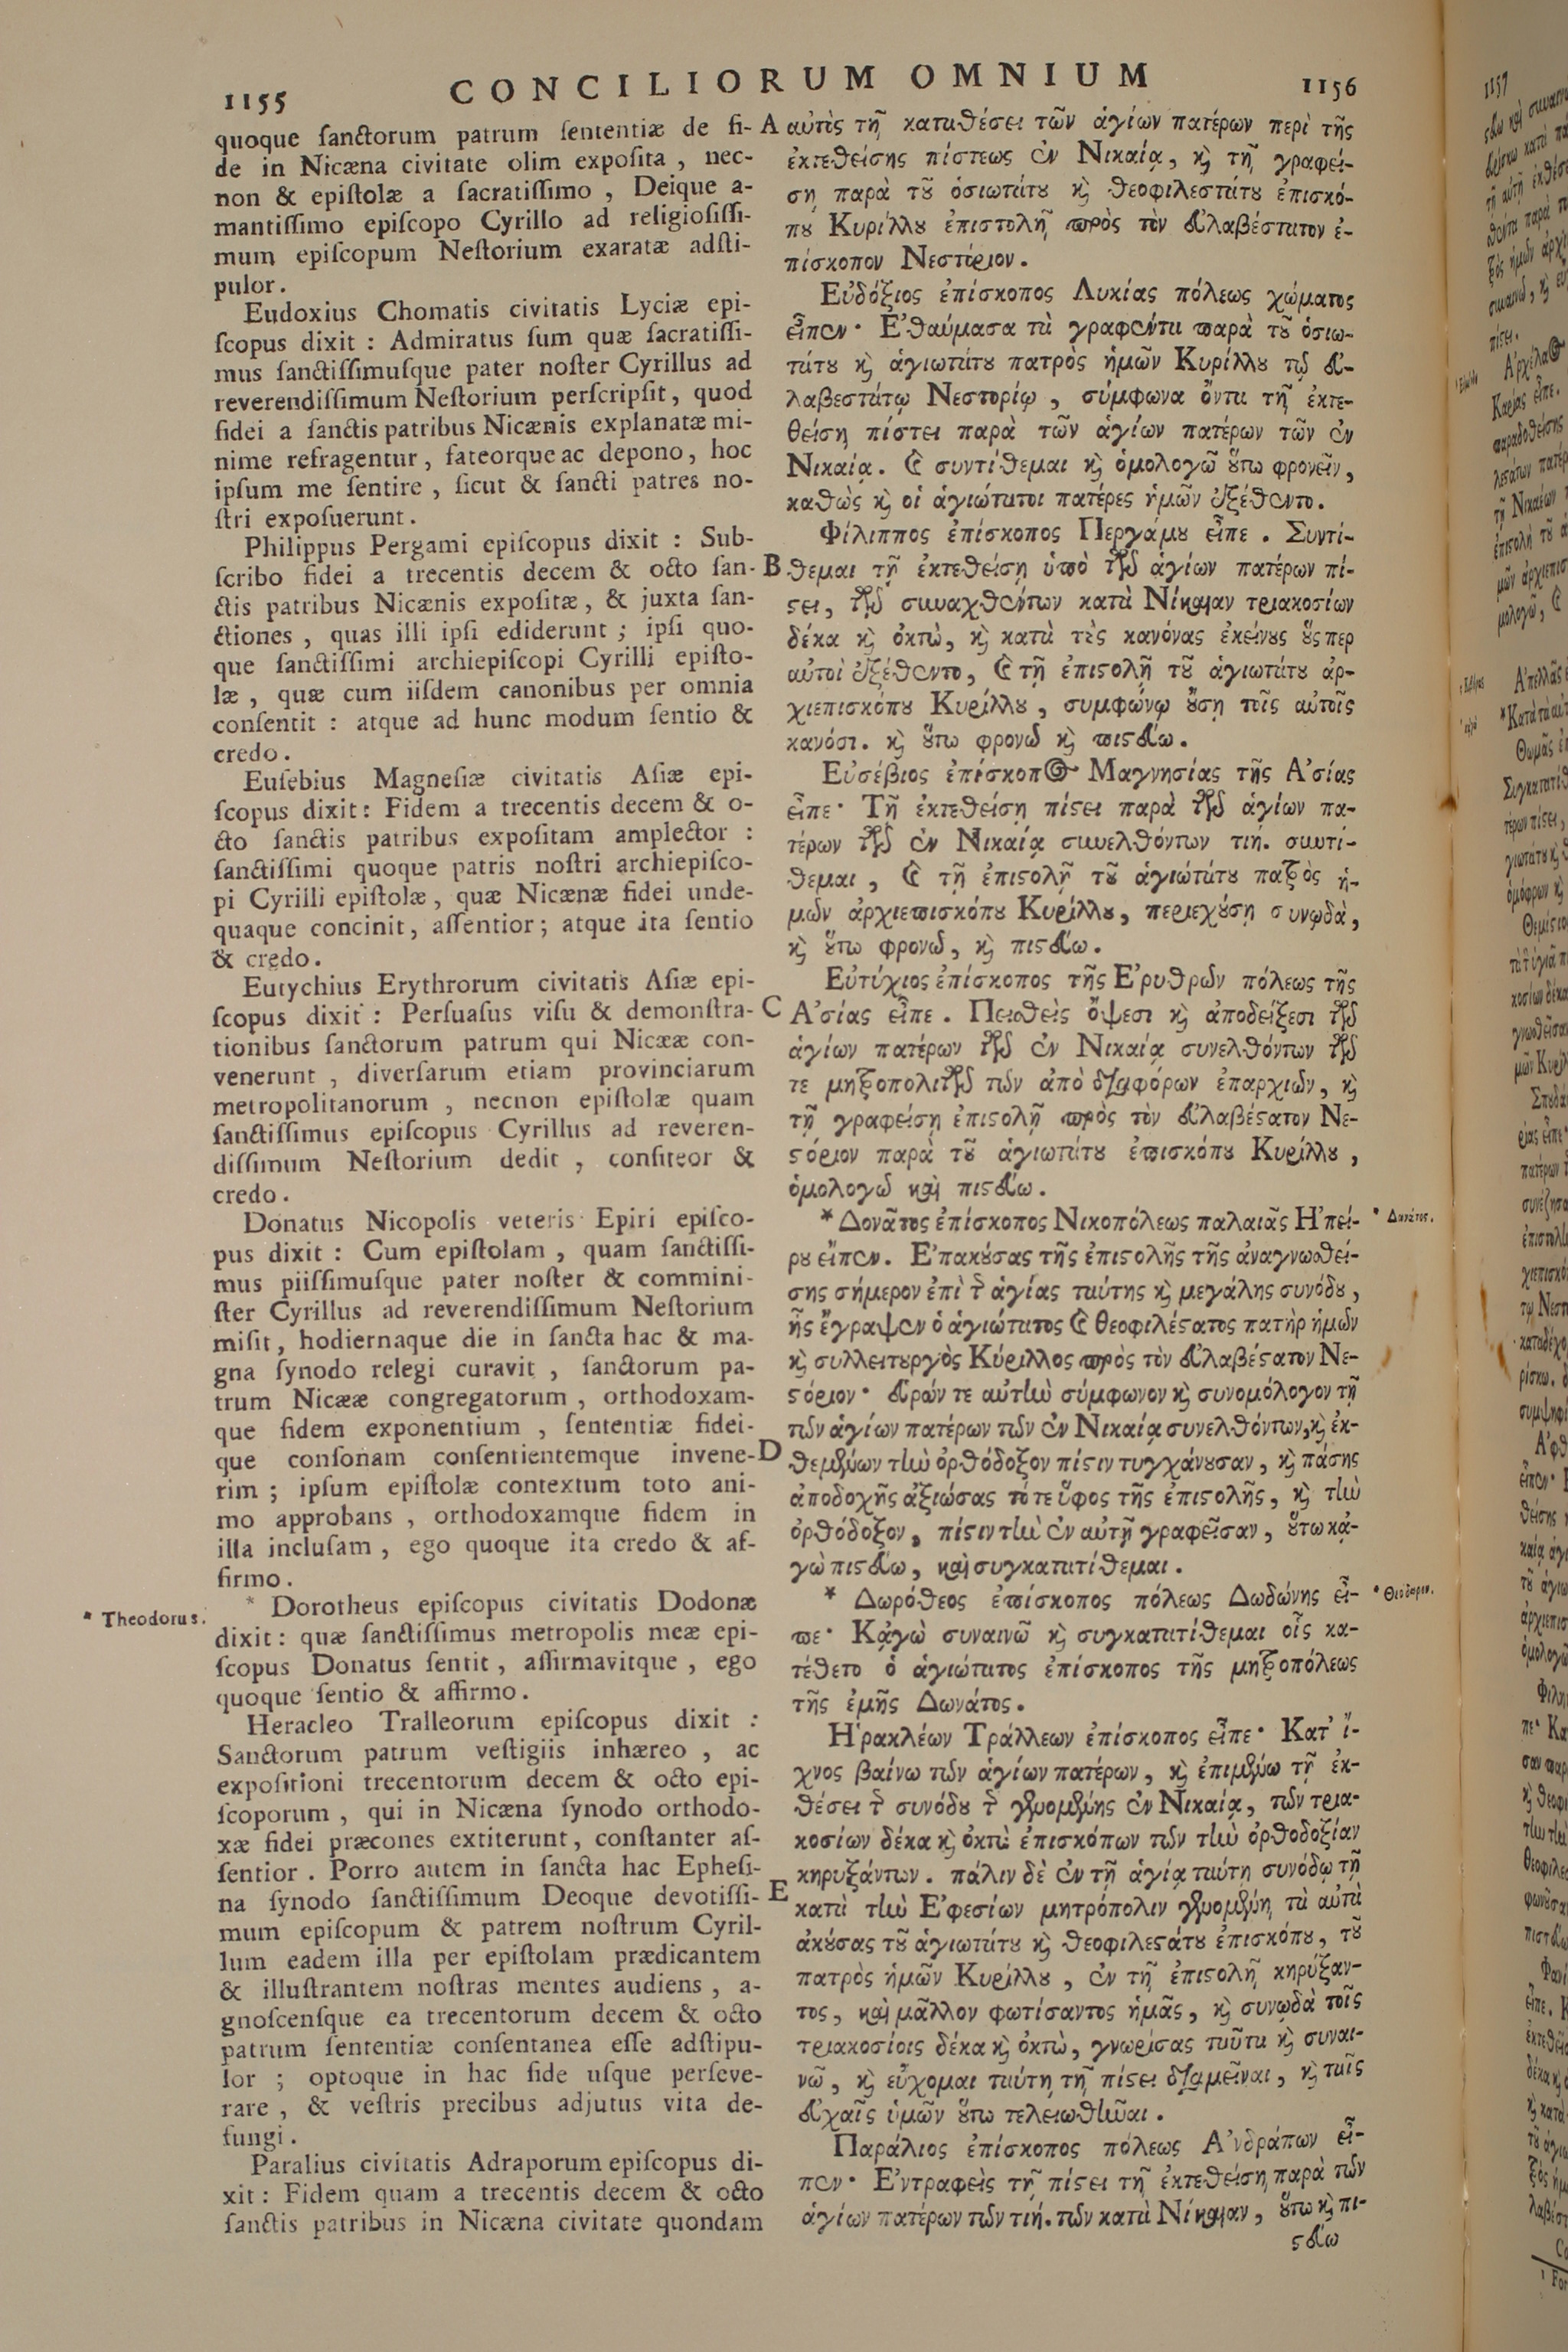 1155
CONCILIORUM OMNIUM
1156
quoque sanctorum patrum sententiæ de fi-
de in Nicæna civitate olim exposita , nec-
non & epistolæ a sacratissimo , Deique a-
mantissimo episcopo Cyrillo ad religiosissi-
mum episcopum Nestorium exaratæ adsti-
pulor.
Eudoxius Chomatis civitatis Lyciæ epi-
scopus dixit : Admiratus sum quæ sacratissi-
mus sanctissimusque pater noster Cyrillus ad
reverendissimum Nestorium perscripsit, quod
fidei a sanctis patribus Nicænis explanatæ mi-
nime refragentur, fateorque ac depono, hoc
ipsum me sentire , sicut & sancti patres no-
stri exposuerunt.
Philippus Pergami episcopus dixit : Sub-
scribo fidei a trecentis decem & octo san-
ctis patribus Nicænis expositæ, & juxta san-
ctiones , quas illi ipsi ediderunt ; ipsi quo-
que sanctissimi archiepiscopi Cyrilli episto-
læ , quæ cum iisdem canonibus per omnia
consentit : atque ad hunc modum sentio &
credo.
Eusebius Magnesiæ civitatis Asiæ epi-
scopus dixit: Fidem a trecentis decem & o-
cto sanctis patribus expositam amplector :
sanctissimi quoque patris nostri archiepisco-
pi Cyrilli epistolæ, quæ Nicænæ fidei unde-
quaque concinit, assentior; atque ita sentio
& credo.
Eutychius Erythrorum civitatis Asiæ epi-
scopus dixit : Persuasus visu & demonstra-
tionibus sanctorum patrum qui Nicææ con-
venerunt , diversarum etiam provinciarum
metropolitanorum , necnon epistolæ quam
sanctissimus episcopus Cyrillus ad reveren-
dissimum Nestorium dedit , confiteor &
credo.
Donatus Nicopolis veteris Epiri episco-
pus dixit : Cum epistolam , quam sanctissi-
mus piissimusque pater noster & commini-
ster Cyrillus ad reverendissimum Nestorium
misit, hodiernaque die in sancta hac & ma-
gna synodo relegi curavit , sanctorum pa-
trum Nicææ congregatorum , orthodoxam-
que fidem exponentium , sententiæ fidei-
que consonam consentientemque invene-
rim ; ipsum epistolæ contextum toto ani-
mo approbans , orthodoxamque fidem in
illa inclusam , ego quoque ita credo & af-
firmo.
* Theodorus.
* Dorotheus episcopus civitatis Dodonæ
dixit: quæ sanctissimus metropolis meæ epi-
scopus Donatus sentit, affirmavitque, ego
quoque sentio & affirmo.
Heracleo Tralleorum episcopus dixit :
Sanctorum patrum vestigiis inhæreo , ac
expositioni trecentorum decem & octo epi-
scoporum , qui in Nicæna synodo orthodo-
xæ fidei præcones extiterunt, constanter as-
sentior . Porro autem in sancta hac Ephesi-
na synodo sanctissimum Deoque devotissi-
mum episcopum & patrem nostrum Cyril-
lum eadem illa per epistolam prædicantem
& illustrantem nostras mentes audiens , a-
gnoscensque ea trecentorum decem & octo
patrum sententiæ consentanea esse adstipu-
lor ; optoque in hac fide usque perseve-
rare , & vestris precibus adjutus vita de-
fungi.
Paralius civitatis Adraporum episcopus di-
xit: Fidem quam a trecentis decem & octo
sanctis patribus in Nicæna civitate quondam
A
B
C
D
E
αὐτὸς τῇ καταθέσει τῶν ἁγίων πατέρων περὶ τῆς
ἐκτεθείσης πίστεως ἐν Νικαίᾳ, καὶ τῇ γραφεί-
σῃ παρὰ τοῦ ὁσιωτάτου καὶ θεοφιλεστάτου ἐπισκό-
που Κυρίλλου ἐπιστολῇ πρὸς τὸν εὐλαβέστατον ἐ-
πίσκοπον Νεστόριον.
Εὐδόξιος ἐπίσκοπος Λυκίας πόλεως χώματος
εἶπεν· Ἐθαύμασα τὰ γραφέντα παρὰ τοῦ ὁσιω-
τάτου καὶ ἁγιωτάτου πατρὸς ἡμῶν Κυρίλλου τῷ εὐ-
λαβεστάτῳ Νεστορίῳ , σύμφωνα ὄντα τῇ ἐκτε-
θείσῃ πίστει παρὰ τῶν ἁγίων πατέρων τῶν ἐν
Νικαίᾳ. καὶ συντίθεμαι καὶ ὁμολογῶ οὕτω φρονεῖν,
καθὼς καὶ οἱ ἁγιώτατοι πατέρες ἡμῶν ἐξέθεντο.
Φίλιππος ἐπίσκοπος Περγάμου εἶπε . Συντί-
θεμαι τῇ ἐκτεθείσῃ ὑπὸ τῶν ἁγίων πατέρων πί-
στει, τῶν συναχθέντων κατὰ Νίκαιαν τριακοσίων
δέκα καὶ ὀκτὼ, καὶ κατὰ τὲς κανόνας ἐκείνους οὕσπερ
αὐτοὶ ἐξέθεντο, καὶ τῇ ἐπιστολῇ τοῦ ἁγιωτάτου ἀρ-
χιεπισκόπου Κυρίλλου , συμφώνῳ οὔσῃ τοῖς αὐτοῖς
κανόσι. καὶ οὕτω φρονῶ καὶ πιστεύω.
Εὐσέβιος ἐπίσκοπος Μαγνησίας τῆς Ἀσίας
εἶπε· Τῇ ἐκτεθείσῃ πίστει παρὰ τῶν ἁγίων πα-
τέρων τῶν ἐν Νικαίᾳ συνελθόντων τιή. συντί-
θεμαι , καὶ τῇ ἐπιστολῇ τοῦ ἁγιώτάτου πατρὸς ἡ-
μῶν ἀρχιεπισκόπου Κυρίλλου, περιεχούσῃ συνῳδὰ,
καὶ οὕτω φρονῶ, καὶ πιστεύω.
Εὐτύχιος ἐπίσκοπος τῆς Ἐρυθρῶν πόλεως τῆς
Ἀσίας εἶπε . Πεισθεὶς ὄψεσι καὶ ἀποδείξεσι τῶν
ἁγίων πατέρων τῶν ἐν Νικαίᾳ συνελθόντων τῶν
τε μητροπολιτῶν τῶν ἀπὸ διαφόρων ἐπαρχιῶν, καὶ
τῇ γραφείσῃ ἐπιστολῇ πρὸς τὸν εὐλαβέστατον Νε-
στόριον παρὰ τοῦ ἁγιωτάτου ἐπισκόπου Κυρίλλου ,
ὁμολογῶ καὶ πιστεύω.
* Δονᾶτος ἐπίσκοπος Νικοπόλεως παλαιᾶς Ἠπεί-
* Δωνάτος.
ρου εἶπεν. Ἐπακούσας τῆς ἐπιστολῆς τῆς ἀναγνωσθεί-
σης σήμερον ἐπὶ τῆς ἁγίας ταύτης καὶ μεγάλης συνόδου ,
ἧς ἔγραψεν ὁ ἁγιώτατος καὶ θεοφιλέστατος πατὴρ ἡμῶν
καὶ συλλειτουργὸς Κύριλλος πρὸς τὸν εὐλαβέστατον Νε-
στόριον· εὑρών τε αὐτὴν σύμφωνον καὶ συνομόλογον τῇ
τῶν ἁγίων πατέρων τῶν ἐν Νικαίᾳ συνελθόντων, καὶ ἐκ-
θεμένων τὴν ὀρθόδοξον πίστιν τυγχάνουσαν , καὶ πάσης
ἀποδοχῆς ἀξιώσας τό τε ὕφος τῆς ἐπιστολῆς, καὶ τὴν
ὀρθόδοξον, πίστιν τὴν ἐν αὐτῇ γραφεῖσαν, οὕτω κἀ-
γὼ πιστεύω, καὶ συγκατατίθεμαι.
* Δωρόθεος ἐπίσκοπος πόλεως Δωδώνης εἶ-
* Θεόδωρος.
πε· Κἀγὼ συναινῶ καὶ συγκατατίθεμαι οἷς κα-
τέθετο ὁ ἁγιώτατος ἐπίσκοπος τῆς μητροπόλεως
τῆς ἐμῆς Δωνάτος.
Ἡρακλέων Τράλλεων ἐπίσκοπος εἶπε· Κατ' ἴ-
χνος βαίνω τῶν ἁγίων πατέρων, καὶ ἐπιμένω τῇ ἐκ-
θέσει τῆς συνόδου τῆς γενομένης ἐν Νικαίᾳ, τῶν τρια-
κοσίων δέκα καὶ ὀκτὼ ἐπισκόπων τῶν τὴν ὀρθοδοξίαν
κηρυξάντων. πάλιν δὲ ἐν τῇ ἁγίᾳ ταύτῃ συνόδῳ τῇ
κατὰ τὴν Ἐφεσίων μητρόπολιν γενομένῃ τὰ αὐτὰ
ἀκούσας τοῦ ἁγιωτάτου καὶ θεοφιλεστάτου ἐπισκόπου, τοῦ
πατρὸς ἡμῶν Κυρίλλου , ἐν τῇ ἐπιστολῇ κηρύξαν-
τος, καὶ μᾶλλον φωτίσαντος ἡμᾶς, καὶ συνῳδὰ τοῖς
τριακοσίοις δέκα καὶ ὀκτὼ, γνωρίσας ταῦτα καὶ συναι-
νῶ, καὶ εὔχομαι ταύτῃ τῇ πίστει διαμεῖναι, καὶ ταῖς
εὐχαῖς ὑμῶν οὕτω τελειωθῆναι.
Παράλιος ἐπίσκοπος πόλεως Ἀνδράπων εἶ-
πεν· Ἐντραφεὶς τῇ πίστει τῇ ἐκτεθείσῃ παρὰ τῶν
ἁγίων πατέρων τῶν τιή. τῶν κατὰ Νίκαιαν, οὕτω καὶ πι-
στεύω
1157